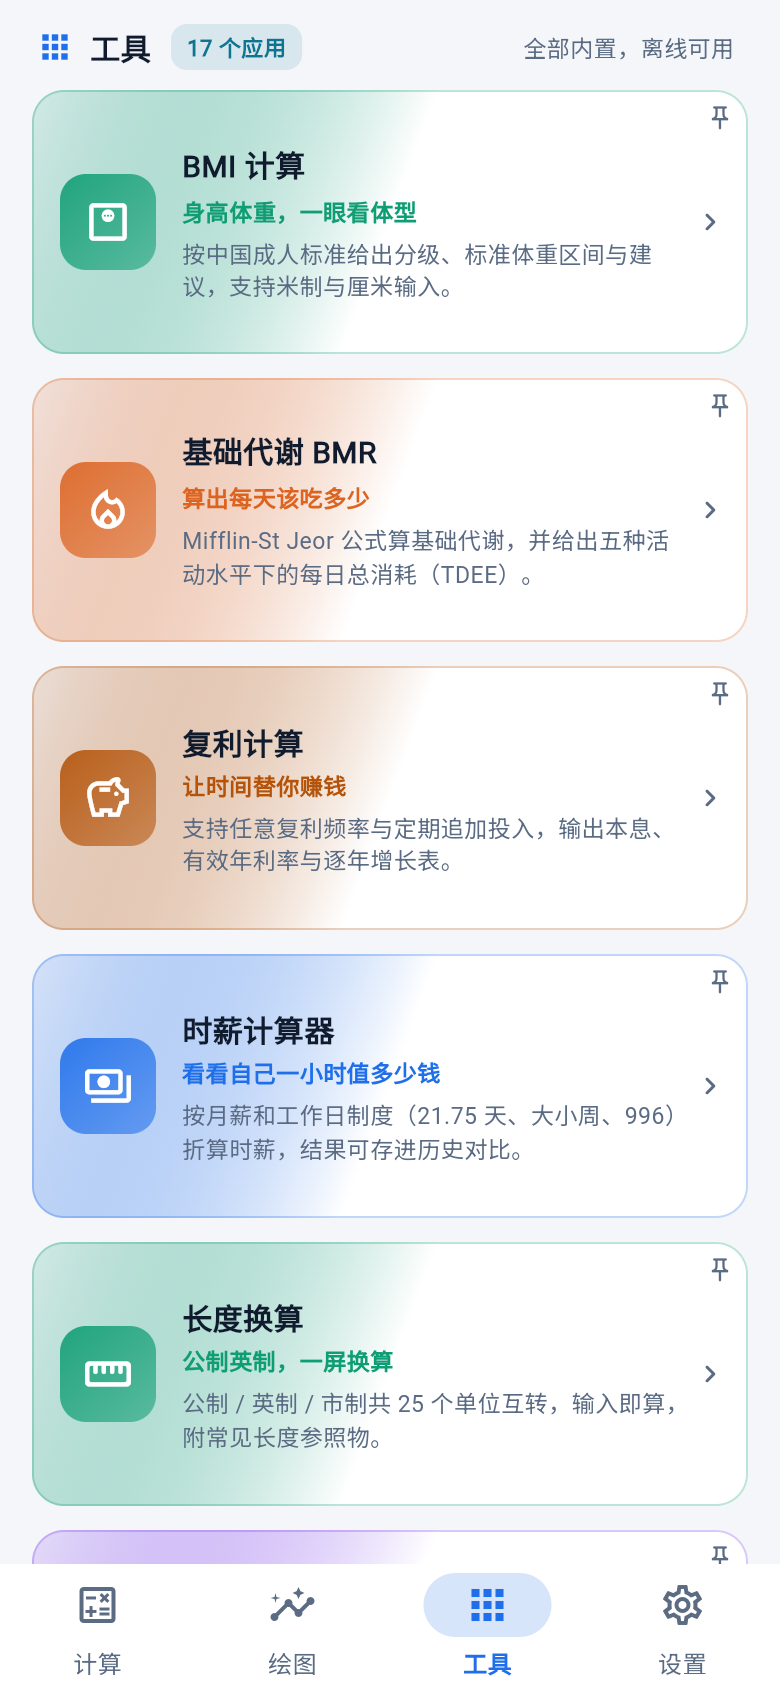 工具
17 个应用
全部内置，离线可用
BMI 计算
身高体重，一眼看体型
按中国成人标准给出分级、标准体重区间与建
议，支持米制与厘米输入。
基础代谢 BMR
算出每天该吃多少
Mifflin-St Jeor 公式算基础代谢，并给出五种活
动水平下的每日总消耗（TDEE）。
复利计算
让时间替你赚钱
支持任意复利频率与定期追加投入，输出本息、
有效年利率与逐年增长表。
时薪计算器
看看自己一小时值多少钱
按月薪和工作日制度（21.75 天、大小周、996）
折算时薪，结果可存进历史对比。
长度换算
公制英制，一屏换算
公制 / 英制 / 市制共 25 个单位互转，输入即算，
附常见长度参照物。
计算
绘图
工具
设置